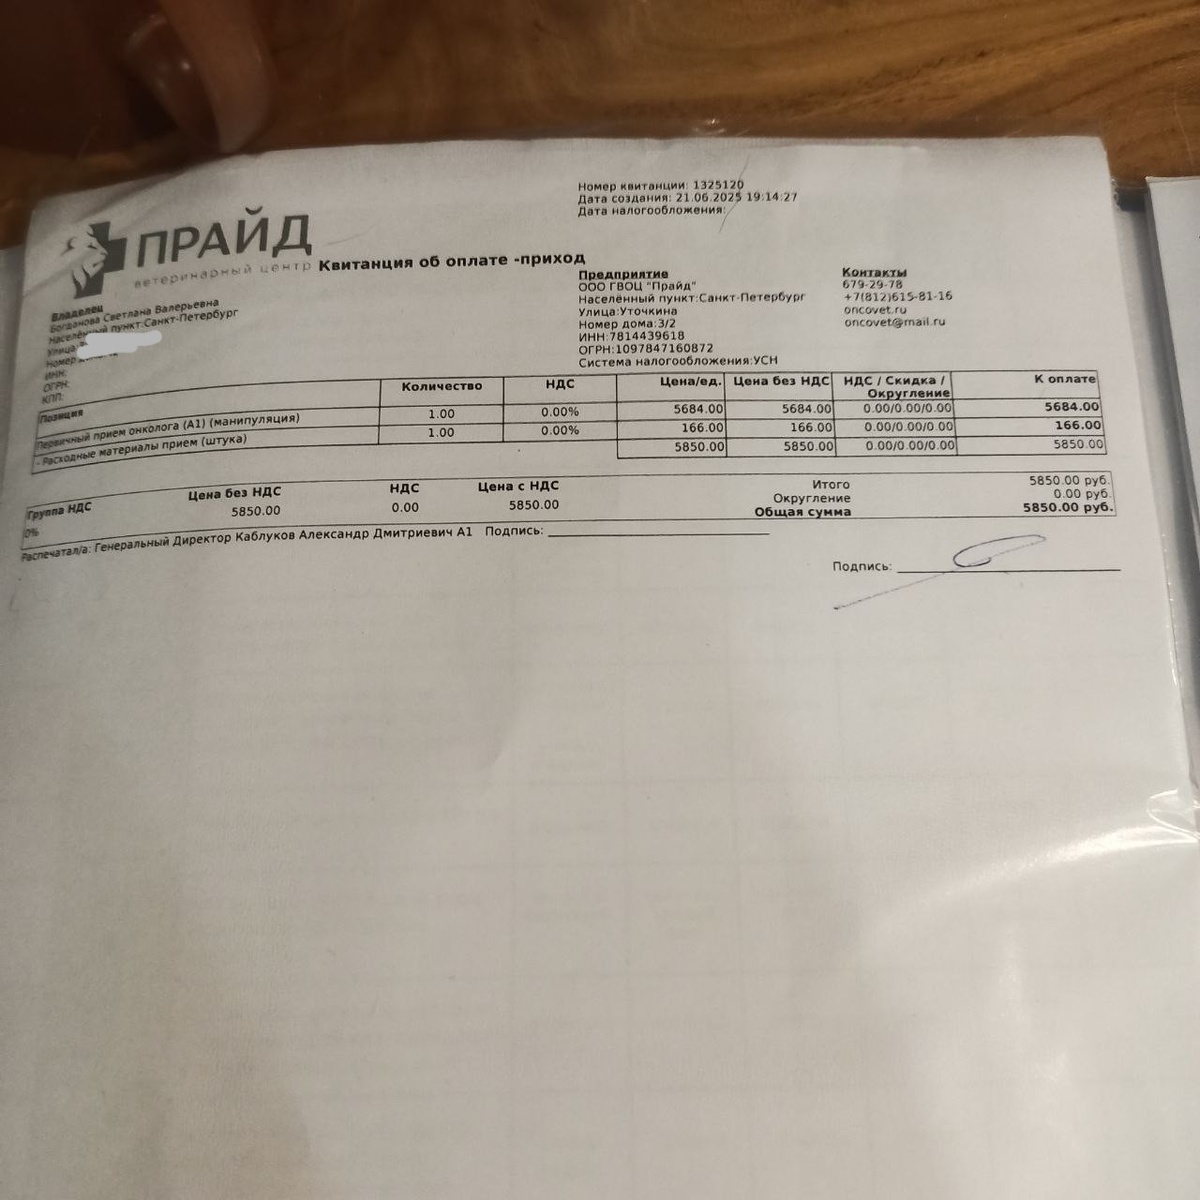 Номер квитанции: 1325120
Дата создания: 21.06.2025 19:14:27
Дата налогообложения:
ПРАЙД
ветеринарный центр
Квитанция об оплате -приход
Владелец
Богданова Светлана Валерьевна
Населённый пункт:Санкт-Петербург
Улица:
Номер
ИНН:
ОГРН:
КПП:
Предприятие
ООО ГВОЦ "Прайд"
Населённый пункт:Санкт-Петербург
Улица:Уточкина
Номер дома:3/2
ИНН:7814439618
ОГРН:1097847160872
Система налогообложения:УСН
Контакты
679-29-78
+7(812)615-81-16
oncovet.ru
oncovet@mail.ru
Позиция Количество НДС Цена/ед. Цена без НДС НДС / Скидка / Округление К оплате
Первичный прием онколога (А1) (манипуляция) 1.00 0.00% 5684.00 5684.00 0.00/0.00/0.00 5684.00
- Расходные материалы прием (штука) 1.00 0.00% 166.00 166.00 0.00/0.00/0.00 166.00
5850.00 5850.00 0.00/0.00/0.00 5850.00
Группа НДС Цена без НДС НДС Цена с НДС
0% 5850.00 0.00 5850.00
Итого 5850.00 руб.
Округление 0.00 руб.
Общая сумма 5850.00 руб.
Распечатал/а: Генеральный Директор Каблуков Александр Дмитриевич А1 Подпись:
Подпись: